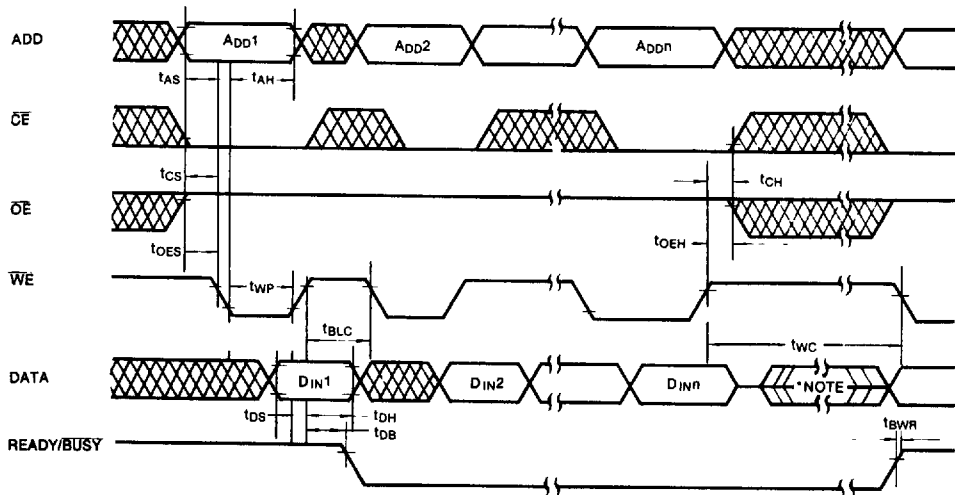 ADD
ADD1
ADD2
ADDn
tAS
tAH
CE
tCS
tCH
OE
tOES
tOEH
WE
tWP
tBLC
tWC
DATA
DIN1
DIN2
DINn
*NOTE
tDS
tDH
tDB
tBWR
READY/BUSY